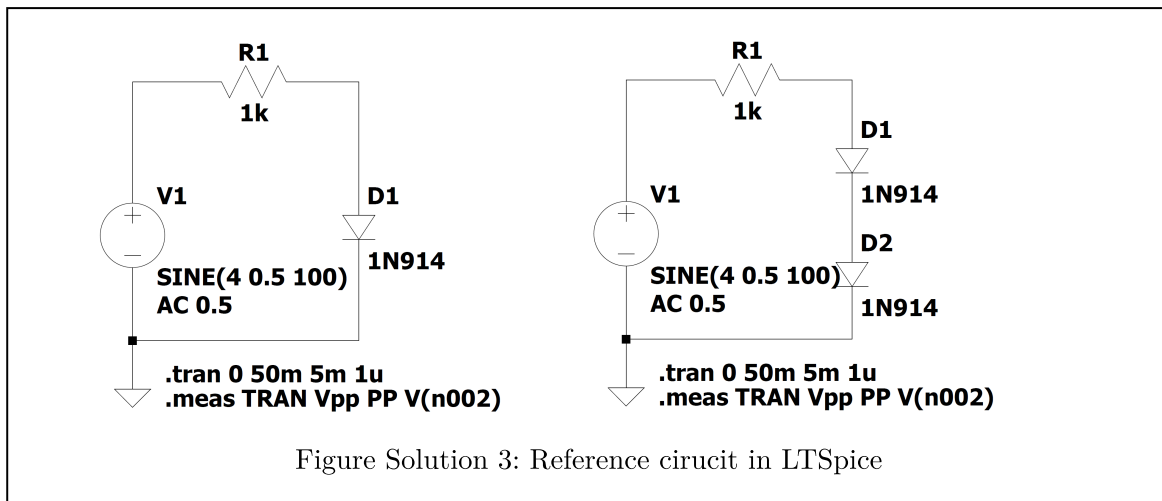 R1
1k
V1
D1
1N914
SINE(4 0.5 100)
AC 0.5
.tran 0 50m 5m 1u
.meas TRAN Vpp PP V(n002)
R1
1k
D1
1N914
V1
D2
SINE(4 0.5 100)
AC 0.5
1N914
.tran 0 50m 5m 1u
.meas TRAN Vpp PP V(n002)
Figure Solution 3: Reference cirucit in LTSpice